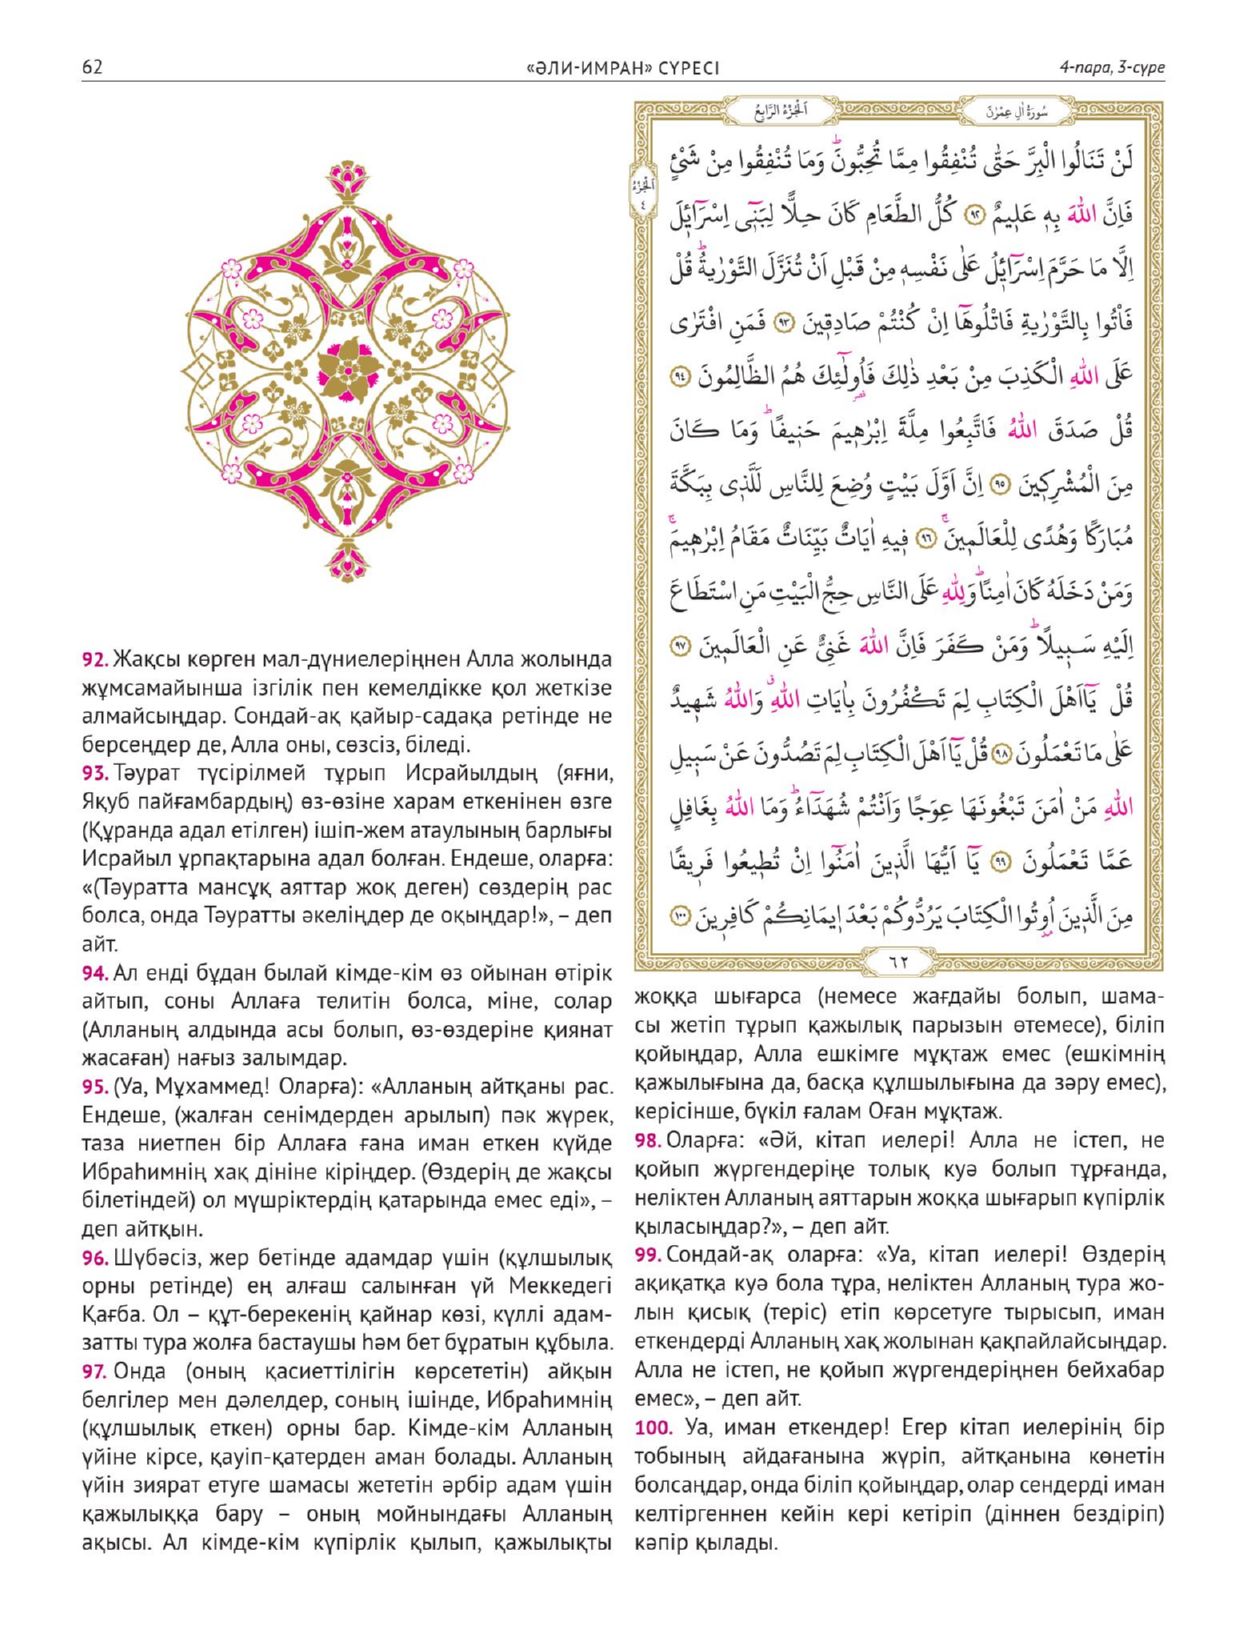 62
«ӘЛИ-ИМРАН» СҮРЕСІ
4-пара, 3-сүре
اَلْجُزْءُ الرَّابِعُ
سُورَةُ اٰلِ عِمْرٰنَ
اَلْجُزْءُ
٤
لَنْ تَنَالُوا الْبِرَّ حَتّٰى تُنْفِقُوا مِمَّا تُحِبُّونَۜ وَمَا تُنْفِقُوا مِنْ شَيْءٍ
فَاِنَّ اللّٰهَ بِهٖ عَلِيمٌ ٩٢ كُلُّ الطَّعَامِ كَانَ حِلًّا لِبَنٖٓى اِسْرَٓائٖلَ
اِلَّا مَا حَرَّمَ اِسْرَٓائٖلُ عَلٰى نَفْسِهٖ مِنْ قَبْلِ اَنْ تُنَزَّلَ التَّوْرٰيةُۜ قُلْ
فَاْتُوا بِالتَّوْرٰيةِ فَاتْلُوهَٓا اِنْ كُنْتُمْ صَادِقٖينَ ٩٣ فَمَنِ افْتَرٰى
عَلَى اللّٰهِ الْكَذِبَ مِنْ بَعْدِ ذٰلِكَ فَاُولٰٓئِكَ هُمُ الظَّالِمُونَ ٩٤
قُلْ صَدَقَ اللّٰهُ فَاتَّبِعُوا مِلَّةَ اِبْرٰهٖيمَ حَنٖيفًاۜ وَمَا كَانَ
مِنَ الْمُشْرِكٖينَ ٩٥ اِنَّ اَوَّلَ بَيْتٍ وُضِعَ لِلنَّاسِ لَلَّذٖى بِبَكَّةَ
مُبَارَكًا وَهُدًى لِلْعَالَمٖينَۚ ٩٦ فٖيهِ اٰيَاتٌ بَيِّنَاتٌ مَقَامُ اِبْرٰهٖيمَۚ
وَمَنْ دَخَلَهُ كَانَ اٰمِنًاۜ وَلِلّٰهِ عَلَى النَّاسِ حِجُّ الْبَيْتِ مَنِ اسْتَطَاعَ
اِلَيْهِ سَبٖيلًاۜ وَمَنْ كَفَرَ فَاِنَّ اللّٰهَ غَنِيٌّ عَنِ الْعَالَمٖينَ ٩٧
قُلْ يَٓا اَهْلَ الْكِتَابِ لِمَ تَكْفُرُونَ بِاٰيَاتِ اللّٰهِۗ وَاللّٰهُ شَهٖيدٌ
عَلٰى مَا تَعْمَلُونَ ٩٨ قُلْ يَٓا اَهْلَ الْكِتَابِ لِمَ تَصُدُّونَ عَنْ سَبٖيلِ
اللّٰهِ مَنْ اٰمَنَ تَبْغُونَهَا عِوَجًا وَاَنْتُمْ شُهَدَٓاءُۜ وَمَا اللّٰهُ بِغَافِلٍ
عَمَّا تَعْمَلُونَ ٩٩ يَٓا اَيُّهَا الَّذٖينَ اٰمَنُٓوا اِنْ تُطٖيعُوا فَرٖيقًا
مِنَ الَّذٖينَ اُوتُوا الْكِتَابَ يَرُدُّوكُمْ بَعْدَ اٖيمَانِكُمْ كَافِرٖينَ ١٠٠
٦٢
92. Жақсы көрген мал-дүниелеріңнен Алла жолында
жұмсамайынша ізгілік пен кемелдікке қол жеткізе
алмайсыңдар. Сондай-ақ қайыр-садақа ретінде не
берсеңдер де, Алла оны, сөзсіз, біледі.
93. Тәурат түсірілмей тұрып Исрайылдың (яғни,
Яқуб пайғамбардың) өз-өзіне харам еткенінен өзге
(Құранда адал етілген) ішіп-жем атаулының барлығы
Исрайыл ұрпақтарына адал болған. Ендеше, оларға:
«(Тәуратта мансұқ аяттар жоқ деген) сөздерің рас
болса, онда Тәуратты әкеліңдер де оқыңдар!», – деп
айт.
94. Ал енді бұдан былай кімде-кім өз ойынан өтірік
айтып, соны Аллаға телитін болса, міне, солар
(Алланың алдында асы болып, өз-өздеріне қиянат
жасаған) нағыз залымдар.
95. (Уа, Мұхаммед! Оларға): «Алланың айтқаны рас.
Ендеше, (жалған сенімдерден арылып) пәк жүрек,
таза ниетпен бір Аллаға ғана иман еткен күйде
Ибраһимнің хақ дініне кіріңдер. (Өздерің де жақсы
білетіндей) ол мүшріктердің қатарында емес еді», –
деп айтқын.
96. Шүбәсіз, жер бетінде адамдар үшін (құлшылық
орны ретінде) ең алғаш салынған үй Меккедегі
Қағба. Ол – құт-берекенің қайнар көзі, күллі адам-
затты тура жолға бастаушы һәм бет бұратын құбыла.
97. Онда (оның қасиеттілігін көрсететін) айқын
белгілер мен дәлелдер, соның ішінде, Ибраһимнің
(құлшылық еткен) орны бар. Кімде-кім Алланың
үйіне кірсе, қауіп-қатерден аман болады. Алланың
үйін зиярат етуге шамасы жететін әрбір адам үшін
қажылыққа бару – оның мойнындағы Алланың
ақысы. Ал кімде-кім күпірлік қылып, қажылықты
жоққа шығарса (немесе жағдайы болып, шама-
сы жетіп тұрып қажылық парызын өтемесе), біліп
қойыңдар, Алла ешкімге мұқтаж емес (ешкімнің
қажылығына да, басқа құлшылығына да зәру емес),
керісінше, бүкіл ғалам Оған мұқтаж.
98. Оларға: «Әй, кітап иелері! Алла не істеп, не
қойып жүргендеріңе толық куә болып тұрғанда,
неліктен Алланың аяттарын жоққа шығарып күпірлік
қыласыңдар?», – деп айт.
99. Сондай-ақ оларға: «Уа, кітап иелері! Өздерің
ақиқатқа куә бола тұра, неліктен Алланың тура жо-
лын қисық (теріс) етіп көрсетуге тырысып, иман
еткендерді Алланың хақ жолынан қақпайлайсыңдар.
Алла не істеп, не қойып жүргендеріңнен бейхабар
емес», – деп айт.
100. Уа, иман еткендер! Егер кітап иелерінің бір
тобының айдағанына жүріп, айтқанына көнетін
болсаңдар, онда біліп қойыңдар, олар сендерді иман
келтіргеннен кейін кері кетіріп (діннен бездіріп)
кәпір қылады.